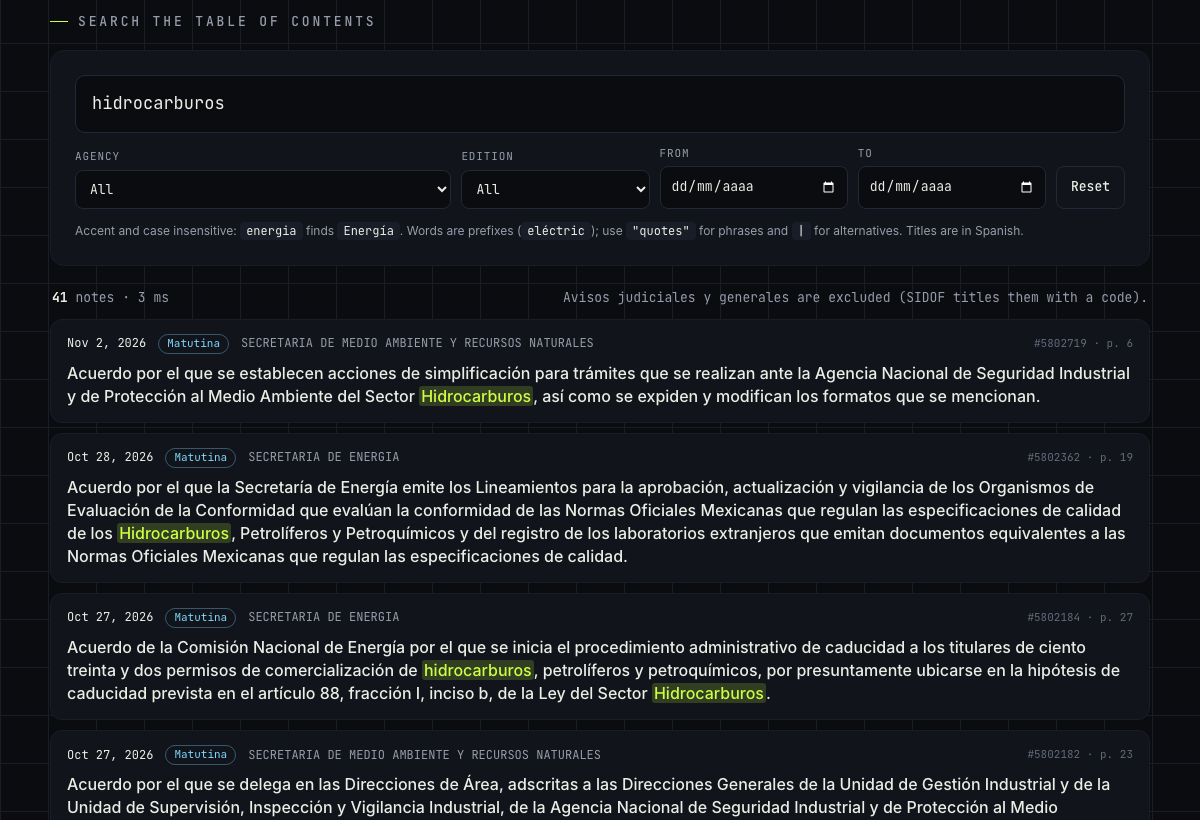 SEARCH THE TABLE OF CONTENTS
hidrocarburos
AGENCY EDITION FROM TO
All All dd/mm/aaaa dd/mm/aaaa Reset
Accent and case insensitive: energia finds Energía. Words are prefixes (eléctric); use "quotes" for phrases and | for alternatives. Titles are in Spanish.
41 notes · 3 ms Avisos judiciales y generales are excluded (SIDOF titles them with a code).
Nov 2, 2026 Matutina SECRETARIA DE MEDIO AMBIENTE Y RECURSOS NATURALES #5802719 · p. 6
Acuerdo por el que se establecen acciones de simplificación para trámites que se realizan ante la Agencia Nacional de Seguridad Industrial
y de Protección al Medio Ambiente del Sector Hidrocarburos, así como se expiden y modifican los formatos que se mencionan.
Oct 28, 2026 Matutina SECRETARIA DE ENERGIA #5802362 · p. 19
Acuerdo por el que la Secretaría de Energía emite los Lineamientos para la aprobación, actualización y vigilancia de los Organismos de
Evaluación de la Conformidad que evalúan la conformidad de las Normas Oficiales Mexicanas que regulan las especificaciones de calidad
de los Hidrocarburos, Petrolíferos y Petroquímicos y del registro de los laboratorios extranjeros que emitan documentos equivalentes a las
Normas Oficiales Mexicanas que regulan las especificaciones de calidad.
Oct 27, 2026 Matutina SECRETARIA DE ENERGIA #5802184 · p. 27
Acuerdo de la Comisión Nacional de Energía por el que se inicia el procedimiento administrativo de caducidad a los titulares de ciento
treinta y dos permisos de comercialización de hidrocarburos, petrolíferos y petroquímicos, por presuntamente ubicarse en la hipótesis de
caducidad prevista en el artículo 88, fracción I, inciso b, de la Ley del Sector Hidrocarburos.
Oct 27, 2026 Matutina SECRETARIA DE MEDIO AMBIENTE Y RECURSOS NATURALES #5802182 · p. 23
Acuerdo por el que se delega en las Direcciones de Área, adscritas a las Direcciones Generales de la Unidad de Gestión Industrial y de la
Unidad de Supervisión, Inspección y Vigilancia Industrial, de la Agencia Nacional de Seguridad Industrial y de Protección al Medio